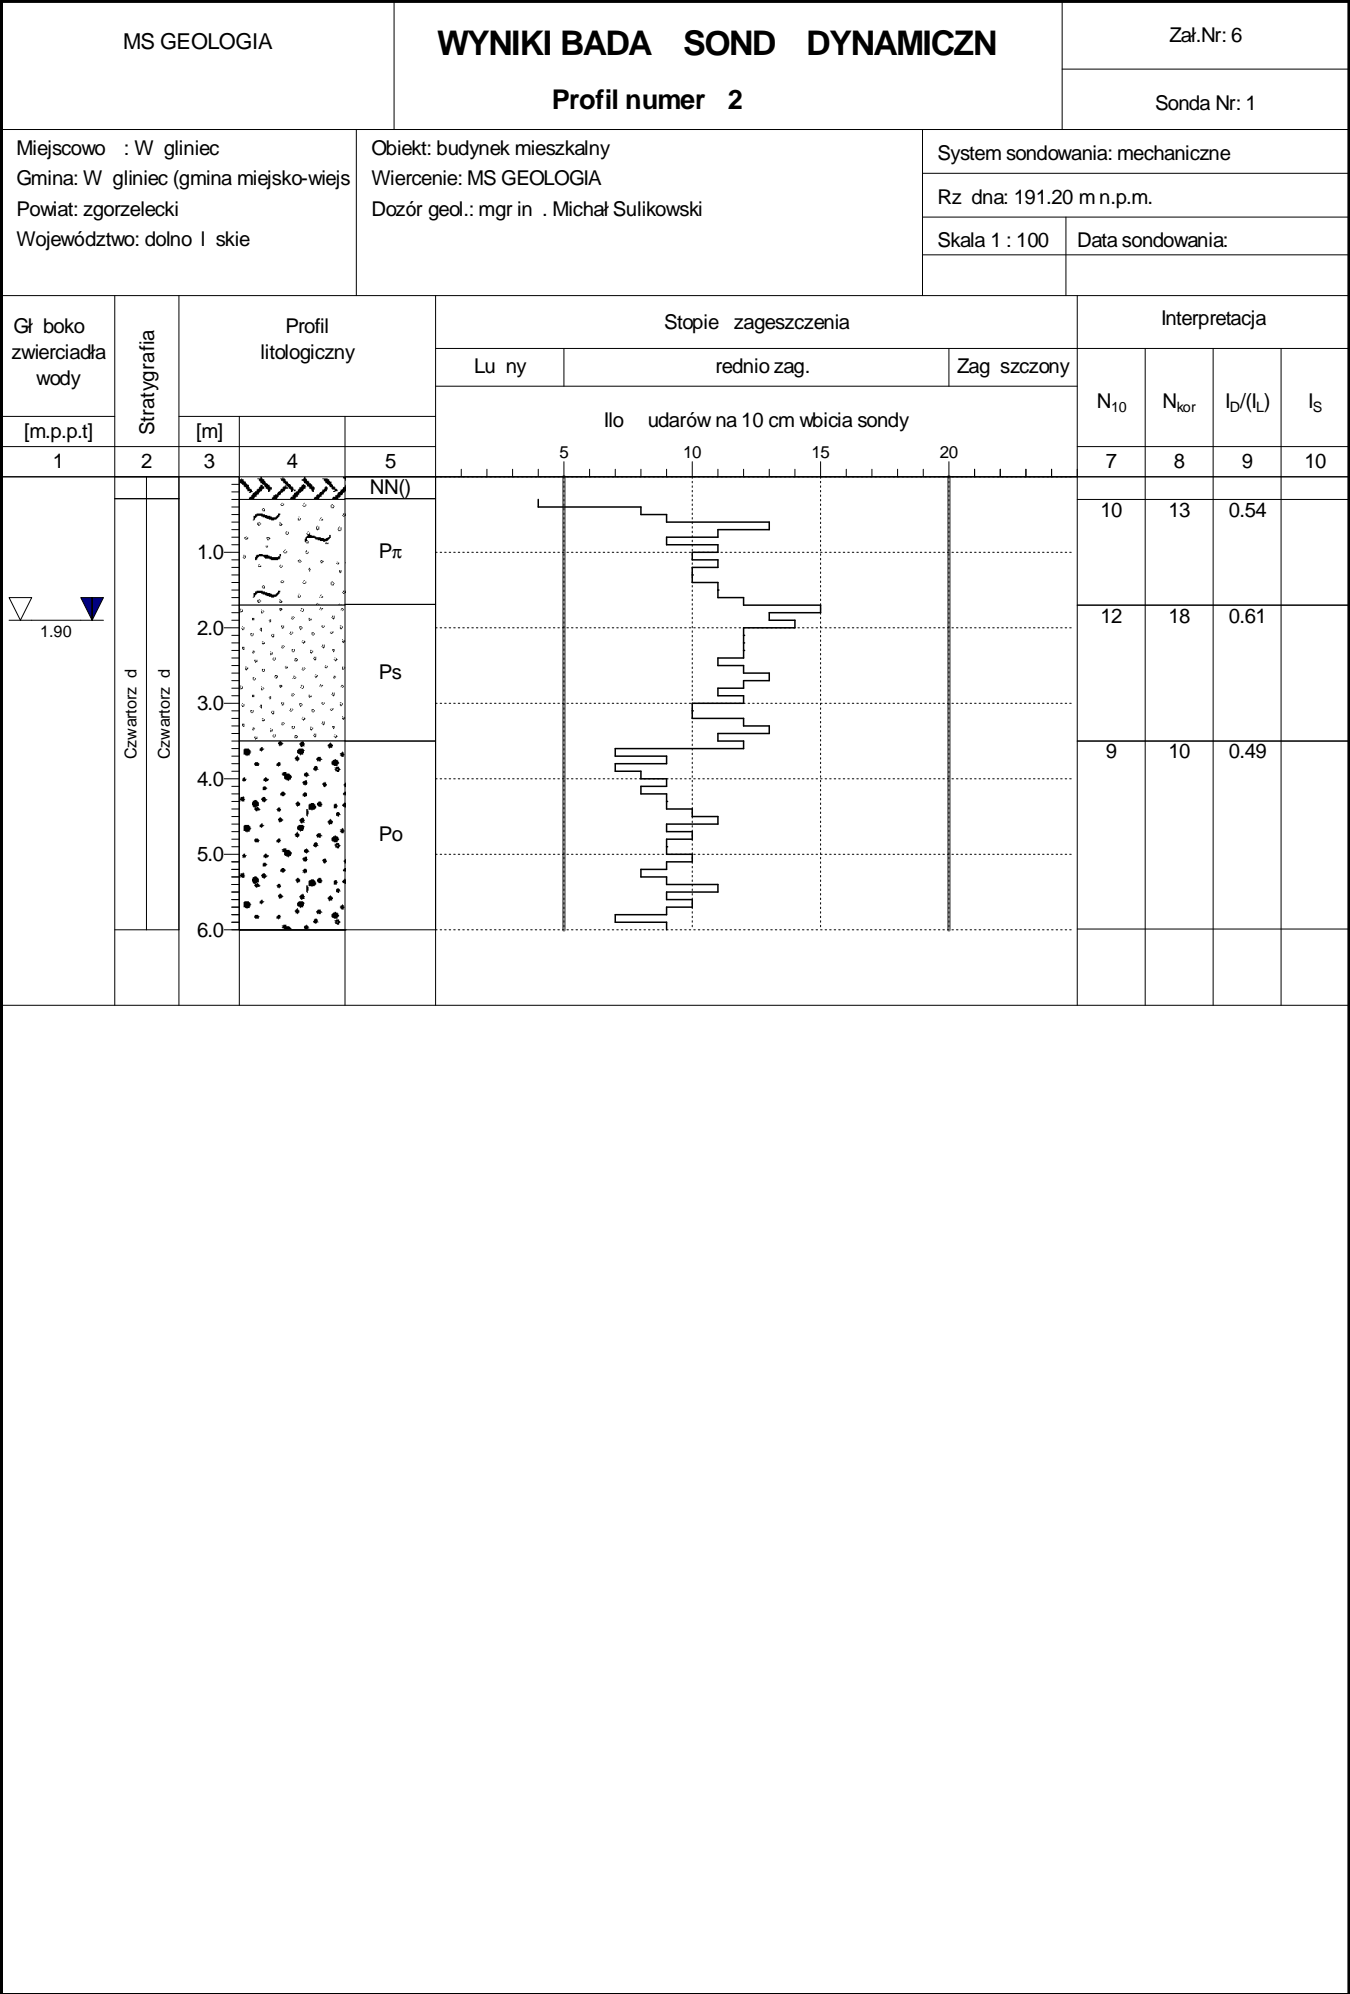 MS GEOLOGIA
WYNIKI BADA SOND DYNAMICZN
Profil numer 2
Zał.Nr: 6
Sonda Nr: 1
Miejscowo : W gliniec
Gmina: W gliniec (gmina miejsko-wiejs
Powiat: zgorzelecki
Województwo: dolno l skie
Obiekt: budynek mieszkalny
Wiercenie: MS GEOLOGIA
Dozór geol.: mgr in . Michał Sulikowski
System sondowania: mechaniczne
Rz dna: 191.20 m n.p.m.
Skala 1 : 100 Data sondowania:
Gł boko
zwierciadła
wody
[m.p.p.t]
Stratygrafia
Profil
litologiczny
[m]
Stopie zageszczenia
Lu ny rednio zag. Zag szczony
Ilo udarów na 10 cm wbicia sondy
5 10 15 20
Interpretacja
N10 Nkor ID/(IL) IS
1 2 3 4 5 7 8 9 10
NN()
10 13 0.54
1.0
Pπ
1.90
12 18 0.61
2.0
Ps
3.0
Czwartorz d
Czwartorz d
9 10 0.49
4.0
Po
5.0
6.0